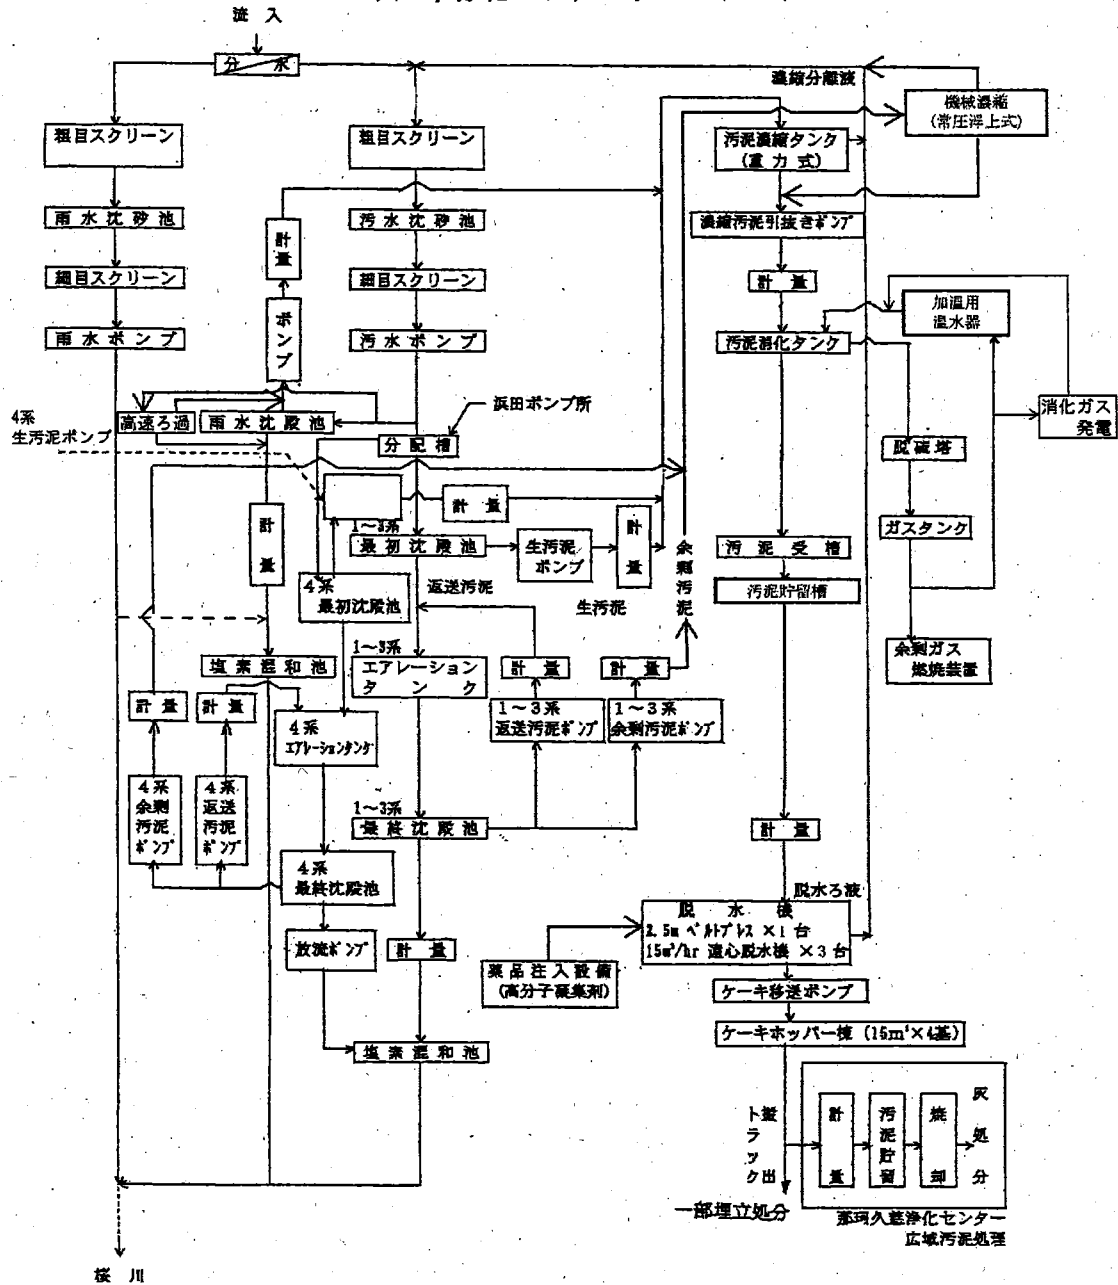 流 入
分 水
濃縮分離液
機械濃縮
(常圧浮上式)
粗目スクリーン
粗目スクリーン
汚泥濃縮タンク
(重力式)
雨水沈砂池
汚水沈砂池
濃縮汚泥引抜きポンプ
計量
細目スクリーン
細目スクリーン
計量
加温用
温水器
ポンプ
雨水ポンプ
汚水ポンプ
汚泥消化タンク
浜田ポンプ所
消化ガス
発電
4系
生汚泥ポンプ
高速ろ過
雨水沈殿池
分配槽
脱硫塔
計量
計量
計量
ガスタンク
1~3系
最初沈殿池
生汚泥
ポンプ
余剰汚泥
汚泥受槽
4系
最初沈殿池
返送汚泥
生汚泥
汚泥貯留槽
余剰ガス
燃焼装置
塩素混和池
1~3系
エアレーション
タンク
計量
計量
計量
計量
1~3系
返送汚泥ポンプ
1~3系
余剰汚泥ポンプ
4系
エアレーションタンク
4系
余剰
汚泥
ポンプ
4系
返送
汚泥
ポンプ
1~3系
最終沈殿池
計量
4系
最終沈殿池
脱水ろ液
脱水機
2.5m ベルトプレス ×1台
15m³/hr 遠心脱水機 ×3台
放流ポンプ
計量
薬品注入設備
(高分子凝集剤)
ケーキ移送ポンプ
ケーキホッパー棟 (15m³×4基)
塩素混和池
トラック
搬出
計量
汚泥貯留
焼却
灰処分
一部埋立処分
那珂久慈浄化センター
広域汚泥処理
桜 川